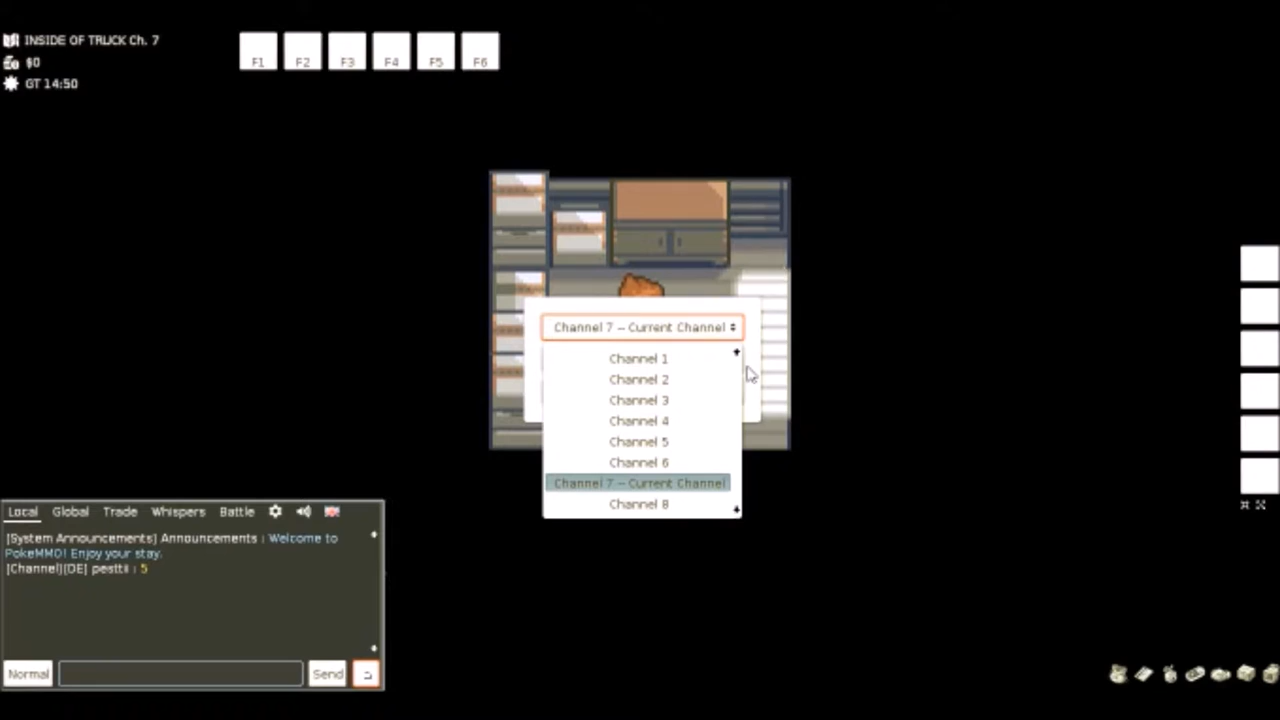 INSIDE OF TRUCK Ch. 7
$0
GT 14:50
F1 F2 F3 F4 F5 F6
Channel 7 – Current Channel
Channel 1
Channel 2
Channel 3
Channel 4
Channel 5
Channel 6
Channel 7 – Current Channel
Channel 8
Local Global Trade Whispers Battle
[System Announcements] Announcements : Welcome to
PokeMMO! Enjoy your stay.
[Channel][DE] pesttii : 5
Normal Send